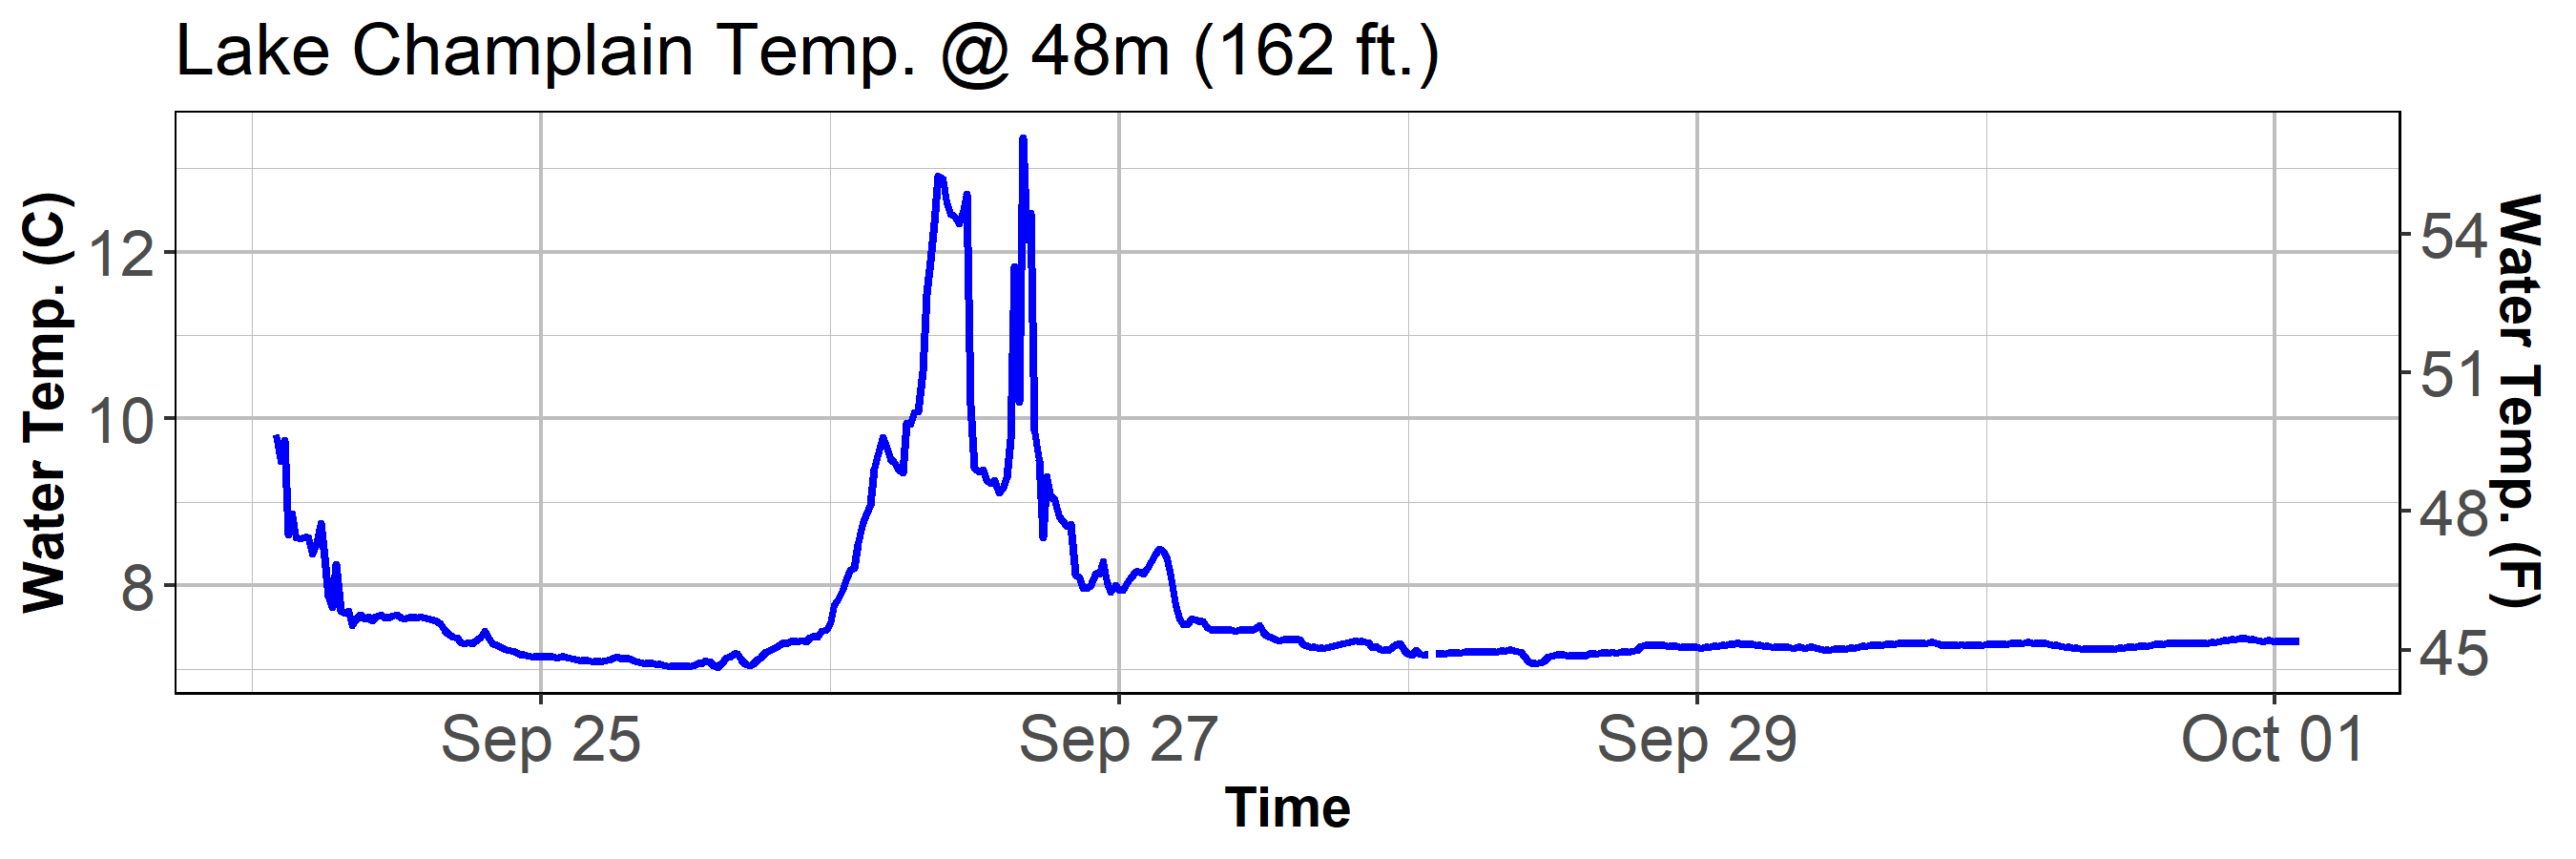 Lake Champlain Temp. @ 48m (162 ft.)
Water Temp. (C)
12
10
8
54
51
48
45
Water Temp. (F)
Sep 25 Sep 27 Sep 29 Oct 01
Time